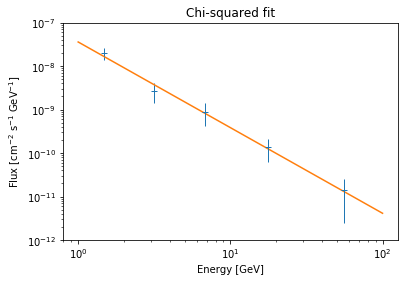 Chi-squared fit
10⁻⁷
10⁻⁸
10⁻⁹
10⁻¹⁰
10⁻¹¹
10⁻¹²
Flux [cm⁻² s⁻¹ GeV⁻¹]
10⁰ 10¹ 10²
Energy [GeV]